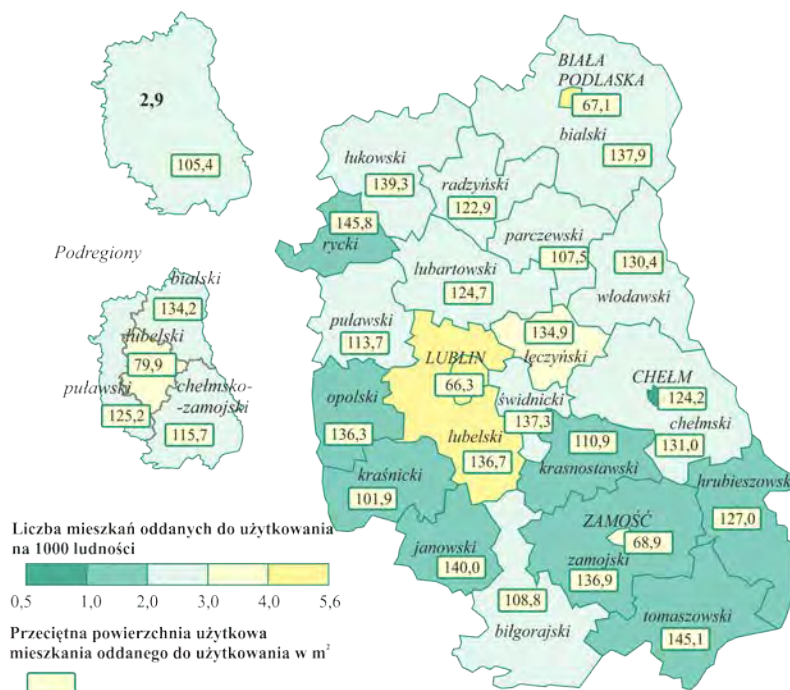 2,9
105,4
Podregiony
bialski
134,2
lubelski
79,9
puławski
125,2
chełmsko-
-zamojski
115,7
BIAŁA
PODLASKA
67,1
bialski
137,9
łukowski
139,3
radzyński
122,9
145,8
rycki
parczewski
107,5
130,4
włodawski
lubartowski
124,7
puławski
113,7
134,9
łęczyński
LUBLIN
66,3
świdnicki
137,3
CHEŁM
124,2
chełmski
131,0
opolski
136,3
lubelski
136,7
110,9
krasnostawski
kraśnicki
101,9
hrubieszowsk
127,0
janowski
140,0
ZAMOŚĆ
68,9
zamojski
136,9
108,8
biłgorajski
tomaszowski
145,1
Liczba mieszkań oddanych do użytkowania
na 1000 ludności
0,5 1,0 2,0 3,0 4,0 5,6
Przeciętna powierzchnia użytkowa
mieszkania oddanego do użytkowania w m²